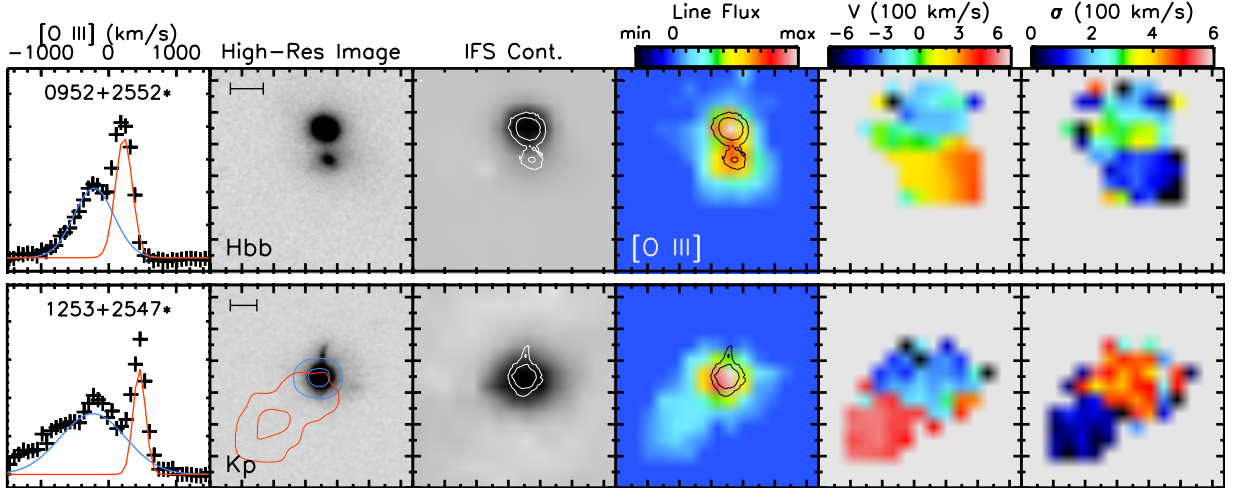 [O III] (km/s)
−1000 0 1000
High-Res Image
IFS Cont.
Line Flux
min 0 max
V (100 km/s)
−6 −3 0 3 6
σ (100 km/s)
0 2 4 6
0952+2552*
Hbb
[O III]
1253+2547*
Kp